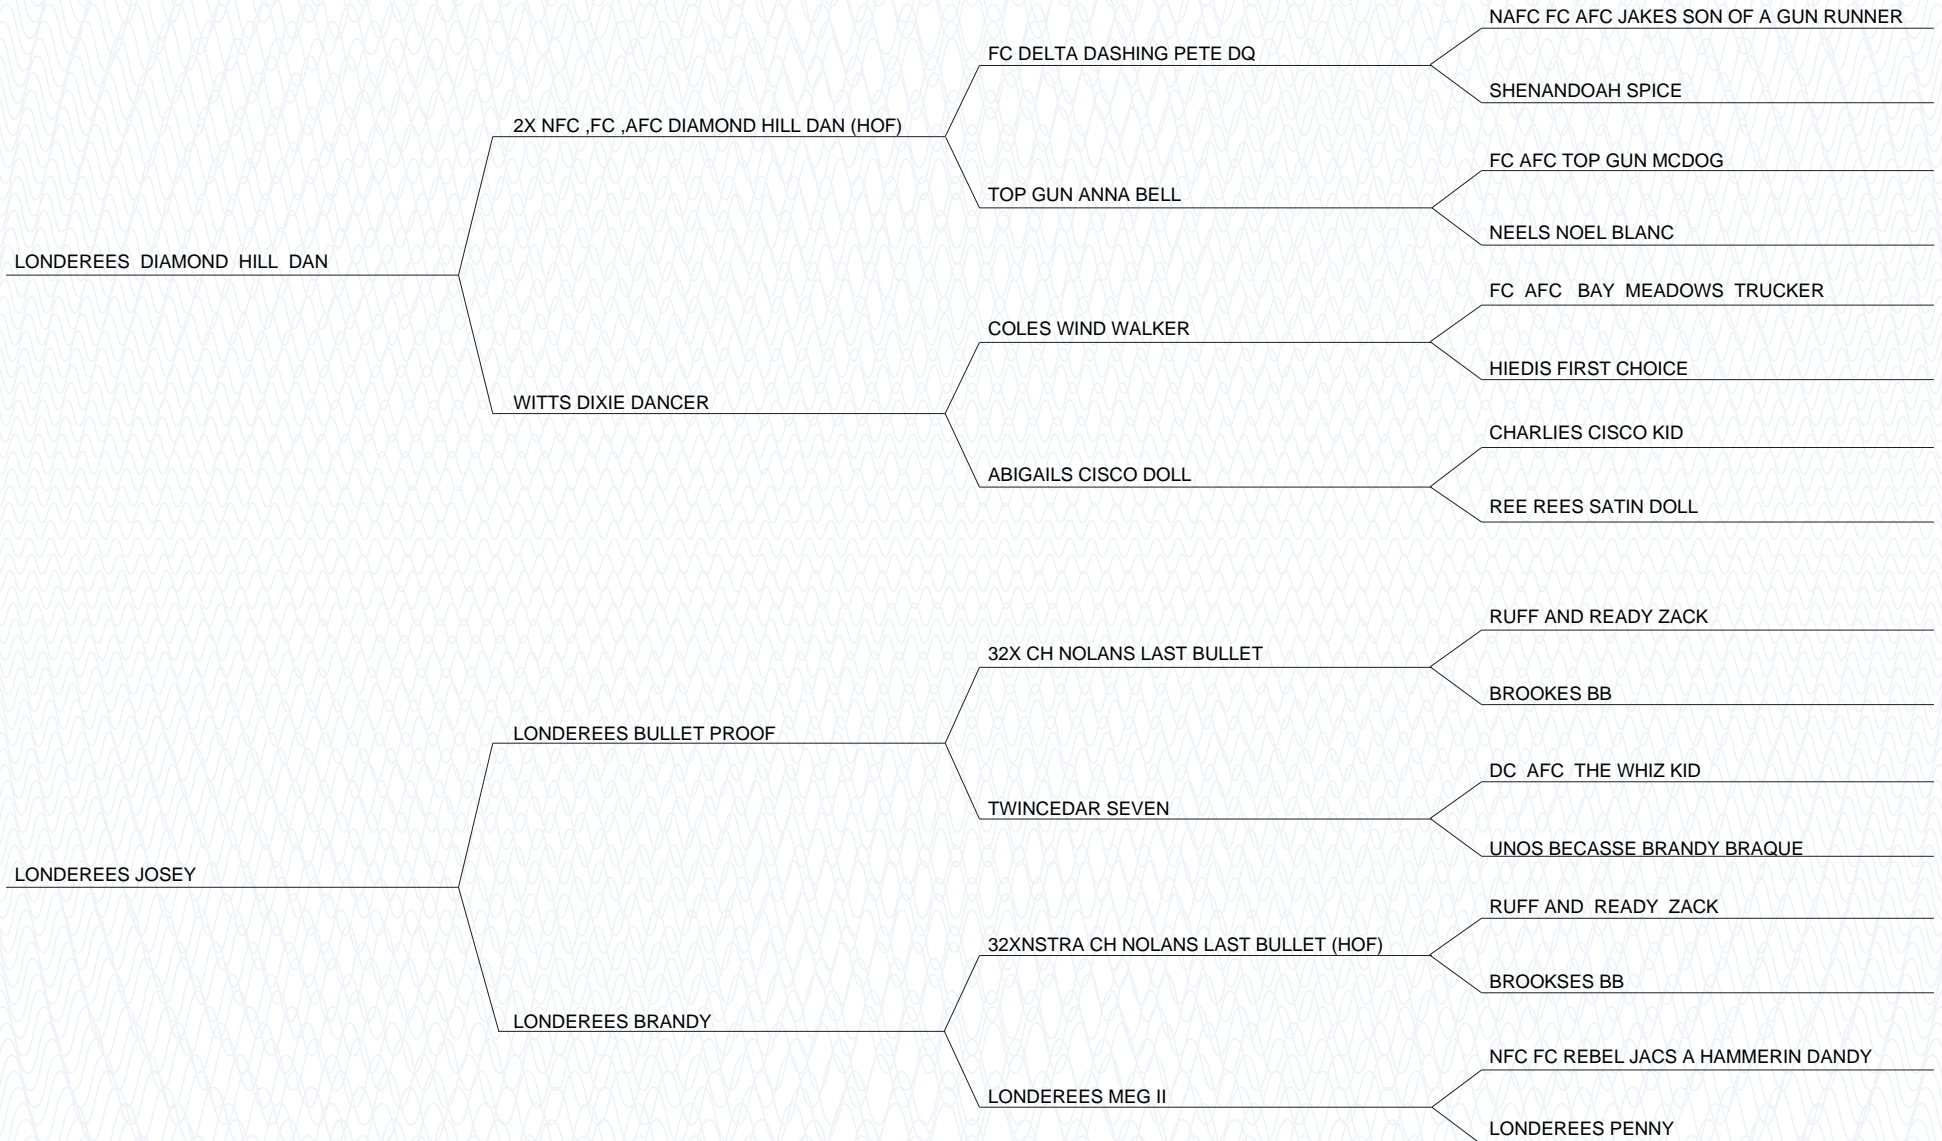 NAFC FC AFC JAKES SON OF A GUN RUNNER
FC DELTA DASHING PETE DQ
SHENANDOAH SPICE
2X NFC ,FC ,AFC DIAMOND HILL DAN (HOF)
FC AFC TOP GUN MCDOG
TOP GUN ANNA BELL
NEELS NOEL BLANC
LONDEREES DIAMOND HILL DAN
FC AFC BAY MEADOWS TRUCKER
COLES WIND WALKER
HIEDIS FIRST CHOICE
WITTS DIXIE DANCER
CHARLIES CISCO KID
ABIGAILS CISCO DOLL
REE REES SATIN DOLL
RUFF AND READY ZACK
32X CH NOLANS LAST BULLET
BROOKES BB
LONDEREES BULLET PROOF
DC AFC THE WHIZ KID
TWINCEDAR SEVEN
UNOS BECASSE BRANDY BRAQUE
LONDEREES JOSEY
RUFF AND READY ZACK
32XNSTRA CH NOLANS LAST BULLET (HOF)
BROOKSES BB
LONDEREES BRANDY
NFC FC REBEL JACS A HAMMERIN DANDY
LONDEREES MEG II
LONDEREES PENNY